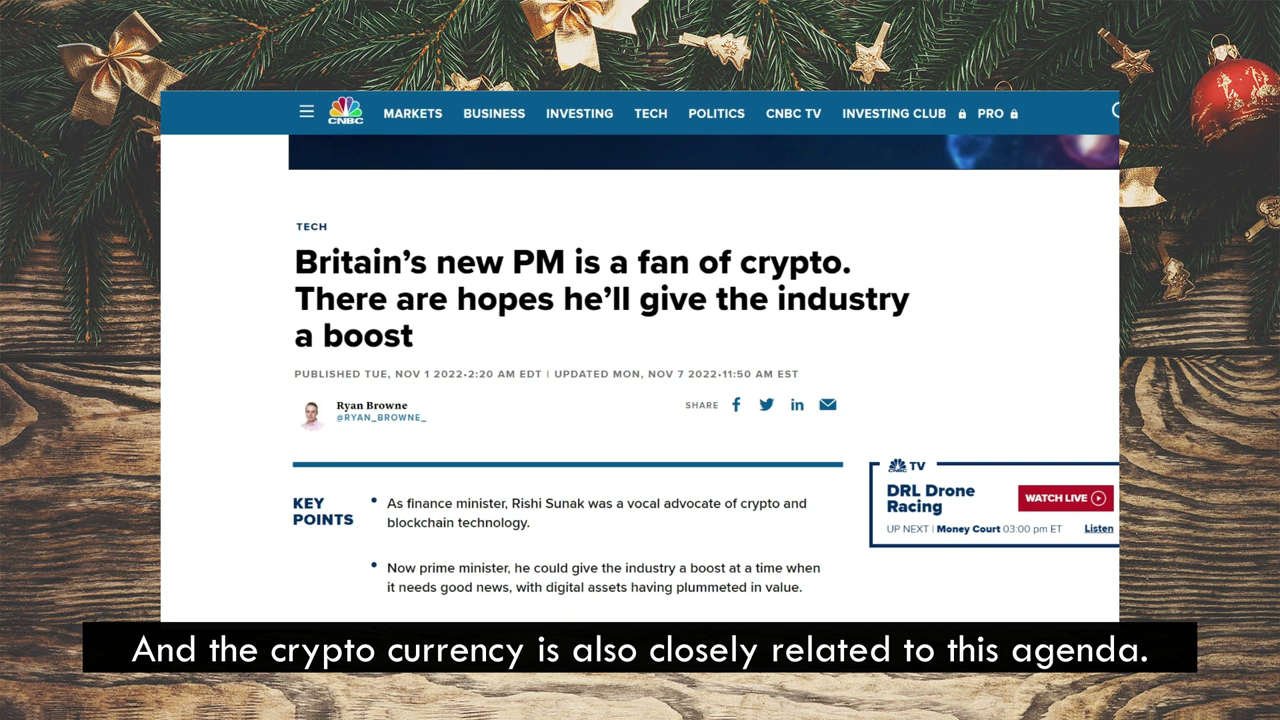 CNBC
MARKETS BUSINESS INVESTING TECH POLITICS CNBC TV INVESTING CLUB PRO
TECH
Britain's new PM is a fan of crypto.
There are hopes he'll give the industry
a boost
PUBLISHED TUE, NOV 1 2022•2:20 AM EDT | UPDATED MON, NOV 7 2022•11:50 AM EST
Ryan Browne
@RYAN_BROWNE_
SHARE
KEY
POINTS
• As finance minister, Rishi Sunak was a vocal advocate of crypto and
blockchain technology.
• Now prime minister, he could give the industry a boost at a time when
it needs good news, with digital assets having plummeted in value.
CNBC TV
DRL Drone
Racing
WATCH LIVE
UP NEXT | Money Court 03:00 pm ET Listen
And the crypto currency is also closely related to this agenda.